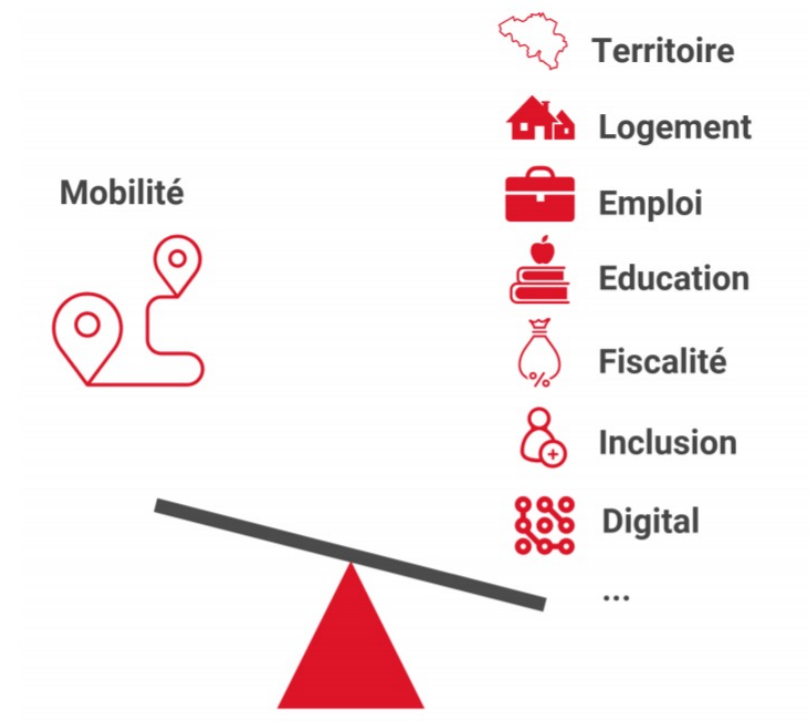 Territoire
Logement
Mobilité
Emploi
Education
Fiscalité
%
Inclusion
Digital
...